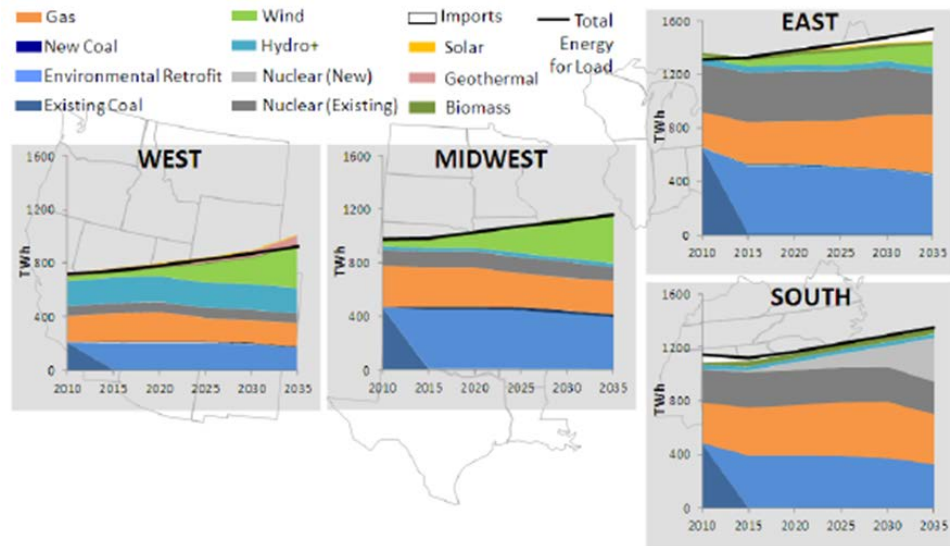 Gas
Wind
Imports
Total Energy for Load
New Coal
Hydro+
Solar
Environmental Retrofit
Nuclear (New)
Geothermal
Existing Coal
Nuclear (Existing)
Biomass
EAST
1600
1200
800
400
0
TWh
2010 2015 2020 2025 2030 2035
WEST
1600
1200
800
400
0
TWh
2010 2015 2020 2025 2030 2035
MIDWEST
1600
1200
800
400
0
TWh
2010 2015 2020 2025 2030 2035
SOUTH
1600
1200
800
400
0
TWh
2010 2015 2020 2025 2030 2035